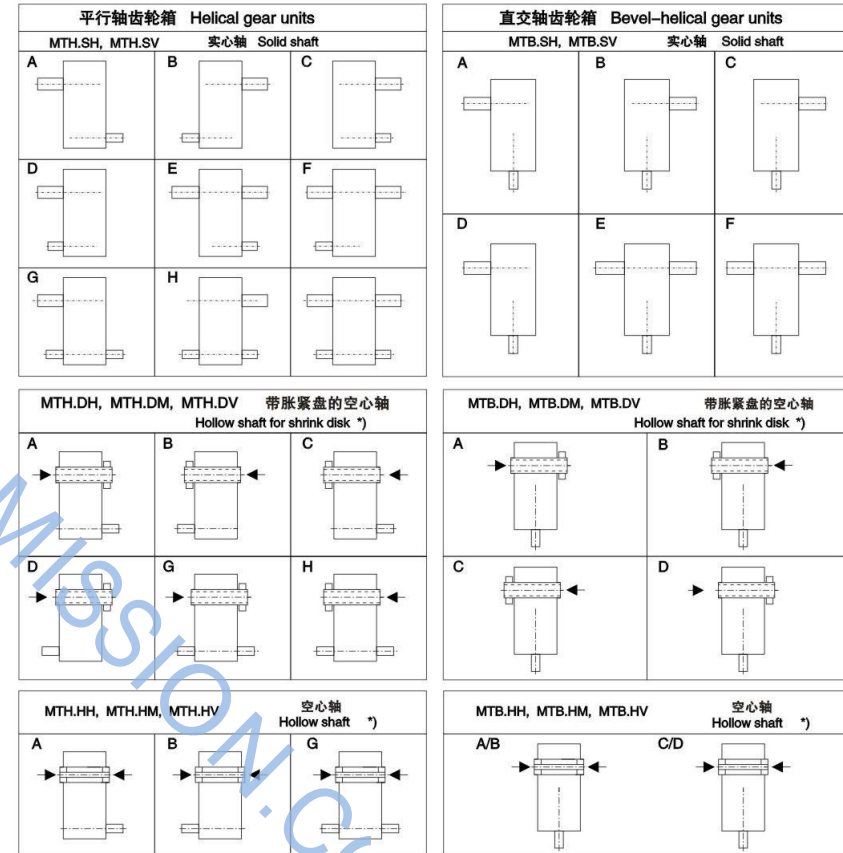 平行轴齿轮箱 Helical gear units
MTH.SH, MTH.SV 实心轴 Solid shaft
A B C
D E F
G H
直交轴齿轮箱 Bevel-helical gear units
MTB.SH, MTB.SV 实心轴 Solid shaft
A B C
D E F
MTH.DH, MTH.DM, MTH.DV 带胀紧盘的空心轴
Hollow shaft for shrink disk *)
A B C
D G H
MTB.DH, MTB.DM, MTB.DV 带胀紧盘的空心轴
Hollow shaft for shrink disk *)
A B
C D
MTH.HH, MTH.HM, MTH.HV 空心轴
Hollow shaft *)
A B G
MTB.HH, MTB.HM, MTB.HV 空心轴
Hollow shaft *)
A/B C/D
MISSION.CO